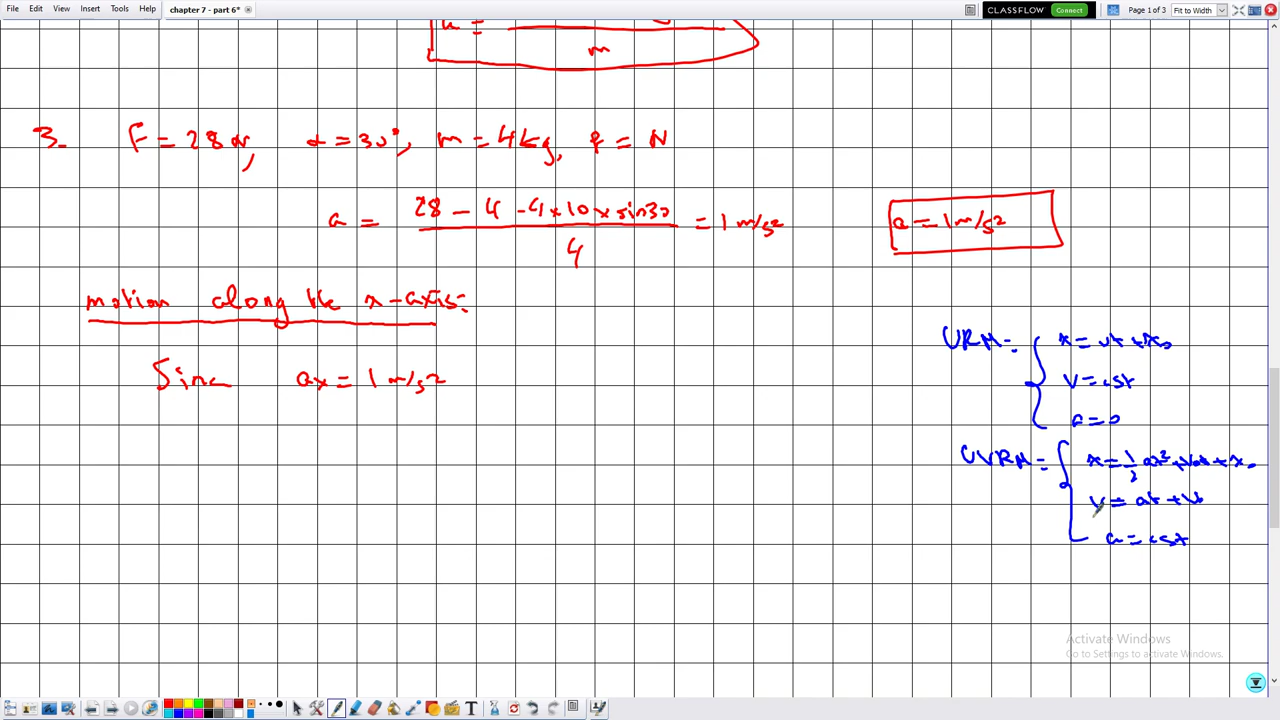 File Edit View Insert Tools Help chapter 7 - part 6* CLASSFLOW Connect Page 1 of 3 Fit to Width
m
3. F = 28 N, α = 30°, m = 4kg, f = N
a = (28 - 4 - 4 × 10 × sin30) / 4 = 1 m/s² a = 1m/s²
motion along the x-axis:
Since ax = 1 m/s²
URM: x = vt + x₀
v = cst
a = 0
UVRM: x = 1/2 at² + v₀t + x₀
v = at + v₀
a = cst
Activate Windows
Go to Settings to activate Windows.